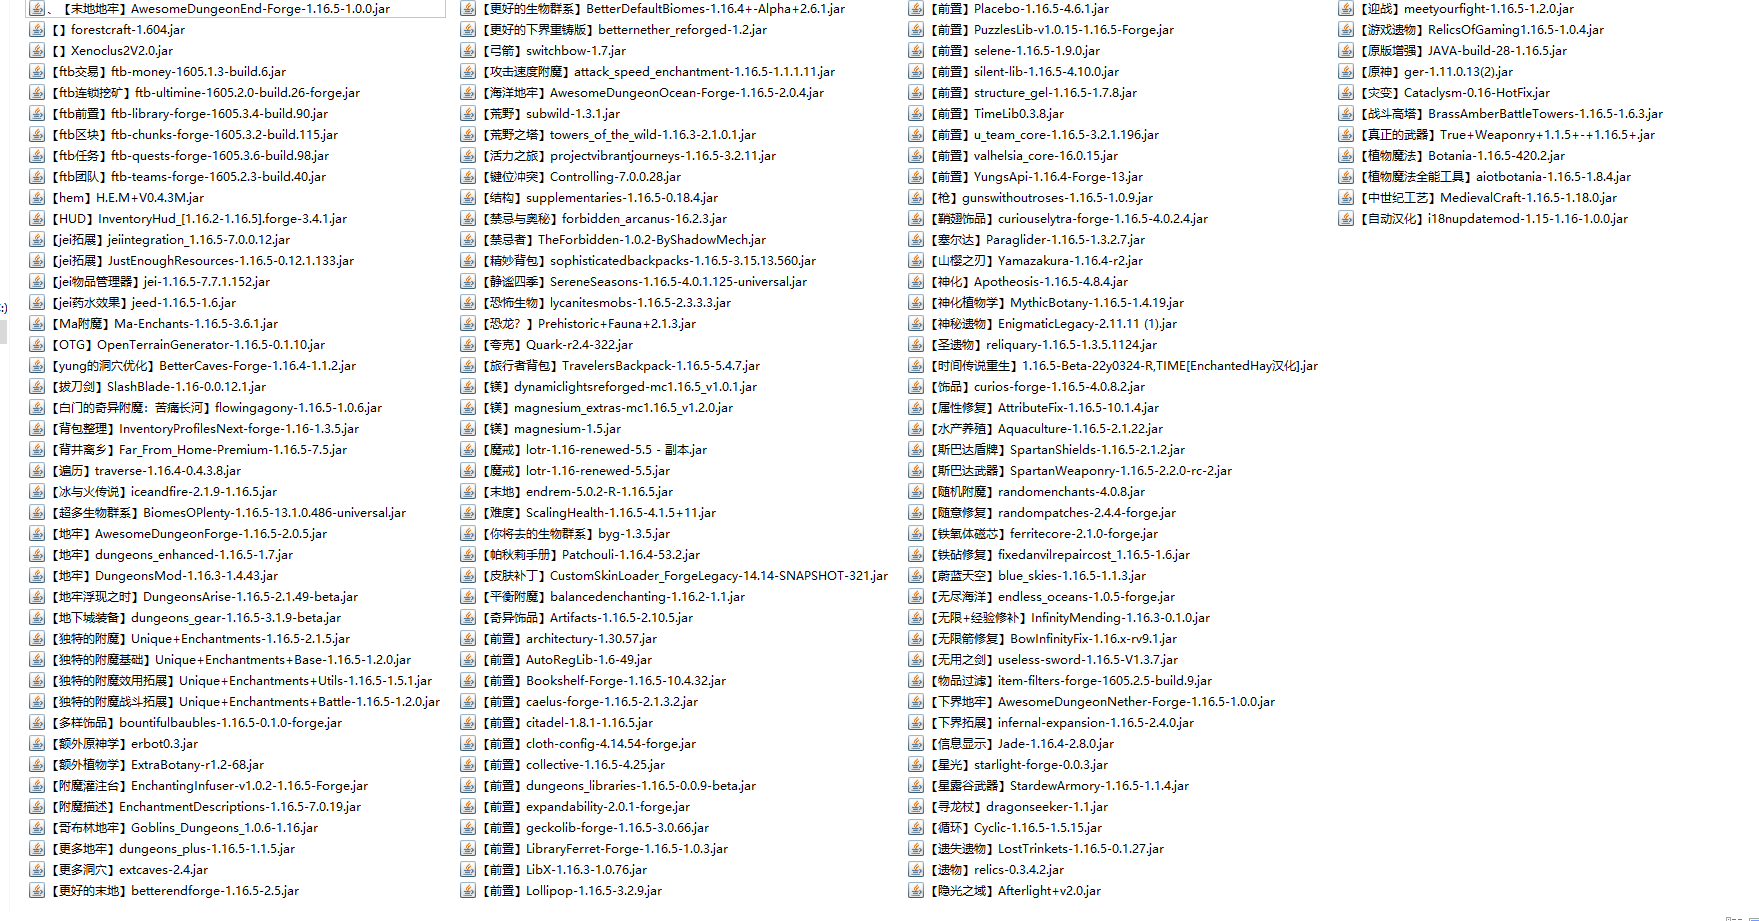 、【末地地牢】AwesomeDungeonEnd-Forge-1.16.5-1.0.0.jar
【】forestcraft-1.604.jar
【】Xenoclus2V2.0.jar
【ftb交易】ftb-money-1605.1.3-build.6.jar
【ftb连锁挖矿】ftb-ultimine-1605.2.0-build.26-forge.jar
【ftb前置】ftb-library-forge-1605.3.4-build.90.jar
【ftb区块】ftb-chunks-forge-1605.3.2-build.115.jar
【ftb任务】ftb-quests-forge-1605.3.6-build.98.jar
【ftb团队】ftb-teams-forge-1605.2.3-build.40.jar
【hem】H.E.M+V0.4.3M.jar
【HUD】InventoryHud_[1.16.2-1.16.5].forge-3.4.1.jar
【jei拓展】jeiintegration_1.16.5-7.0.0.12.jar
【jei拓展】JustEnoughResources-1.16.5-0.12.1.133.jar
【jei物品管理器】jei-1.16.5-7.7.1.152.jar
【jei药水效果】jeed-1.16.5-1.6.jar
【Ma附魔】Ma-Enchants-1.16.5-3.6.1.jar
【OTG】OpenTerrainGenerator-1.16.5-0.1.10.jar
【yung的洞穴优化】BetterCaves-Forge-1.16.4-1.1.2.jar
【拔刀剑】SlashBlade-1.16-0.0.12.1.jar
【白门的奇异附魔：苦痛长河】flowingagony-1.16.5-1.0.6.jar
【背包整理】InventoryProfilesNext-forge-1.16-1.3.5.jar
【背井离乡】Far_From_Home-Premium-1.16.5-7.5.jar
【遍历】traverse-1.16.4-0.4.3.8.jar
【冰与火传说】iceandfire-2.1.9-1.16.5.jar
【超多生物群系】BiomesOPlenty-1.16.5-13.1.0.486-universal.jar
【地牢】AwesomeDungeonForge-1.16.5-2.0.5.jar
【地牢】dungeons_enhanced-1.16.5-1.7.jar
【地牢】DungeonsMod-1.16.3-1.4.43.jar
【地牢浮现之时】DungeonsArise-1.16.5-2.1.49-beta.jar
【地下城装备】dungeons_gear-1.16.5-3.1.9-beta.jar
【独特的附魔】Unique+Enchantments-1.16.5-2.1.5.jar
【独特的附魔基础】Unique+Enchantments+Base-1.16.5-1.2.0.jar
【独特的附魔效用拓展】Unique+Enchantments+Utils-1.16.5-1.5.1.jar
【独特的附魔战斗拓展】Unique+Enchantments+Battle-1.16.5-1.2.0.jar
【多样饰品】bountifulbaubles-1.16.5-0.1.0-forge.jar
【额外原神学】erbot0.3.jar
【额外植物学】ExtraBotany-r1.2-68.jar
【附魔灌注台】EnchantingInfuser-v1.0.2-1.16.5-Forge.jar
【附魔描述】EnchantmentDescriptions-1.16.5-7.0.19.jar
【哥布林地牢】Goblins_Dungeons_1.0.6-1.16.jar
【更多地牢】dungeons_plus-1.16.5-1.1.5.jar
【更多洞穴】extcaves-2.4.jar
【更好的末地】betterendforge-1.16.5-2.5.jar
【更好的生物群系】BetterDefaultBiomes-1.16.4+-Alpha+2.6.1.jar
【更好的下界重铸版】betternether_reforged-1.2.jar
【弓箭】switchbow-1.7.jar
【攻击速度附魔】attack_speed_enchantment-1.16.5-1.1.1.11.jar
【海洋地牢】AwesomeDungeonOcean-Forge-1.16.5-2.0.4.jar
【荒野】subwild-1.3.1.jar
【荒野之塔】towers_of_the_wild-1.16.3-2.1.0.1.jar
【活力之旅】projectvibrantjourneys-1.16.5-3.2.11.jar
【键位冲突】Controlling-7.0.0.28.jar
【结构】supplementaries-1.16.5-0.18.4.jar
【禁忌与奥秘】forbidden_arcanus-16.2.3.jar
【禁忌者】TheForbidden-1.0.2-ByShadowMech.jar
【精妙背包】sophisticatedbackpacks-1.16.5-3.15.13.560.jar
【静谧四季】SereneSeasons-1.16.5-4.0.1.125-universal.jar
【恐怖生物】lycanitesmobs-1.16.5-2.3.3.3.jar
【恐龙？】Prehistoric+Fauna+2.1.3.jar
【夸克】Quark-r2.4-322.jar
【旅行者背包】TravelersBackpack-1.16.5-5.4.7.jar
【镁】dynamiclightsreforged-mc1.16.5_v1.0.1.jar
【镁】magnesium_extras-mc1.16.5_v1.2.0.jar
【镁】magnesium-1.5.jar
【魔戒】lotr-1.16-renewed-5.5 - 副本.jar
【魔戒】lotr-1.16-renewed-5.5.jar
【末地】endrem-5.0.2-R-1.16.5.jar
【难度】ScalingHealth-1.16.5-4.1.5+11.jar
【你将去的生物群系】byg-1.3.5.jar
【帕秋莉手册】Patchouli-1.16.4-53.2.jar
【皮肤补丁】CustomSkinLoader_ForgeLegacy-14.14-SNAPSHOT-321.jar
【平衡附魔】balancedenchanting-1.16.2-1.1.jar
【奇异饰品】Artifacts-1.16.5-2.10.5.jar
【前置】architectury-1.30.57.jar
【前置】AutoRegLib-1.6-49.jar
【前置】Bookshelf-Forge-1.16.5-10.4.32.jar
【前置】caelus-forge-1.16.5-2.1.3.2.jar
【前置】citadel-1.8.1-1.16.5.jar
【前置】cloth-config-4.14.54-forge.jar
【前置】collective-1.16.5-4.25.jar
【前置】dungeons_libraries-1.16.5-0.0.9-beta.jar
【前置】expandability-2.0.1-forge.jar
【前置】geckolib-forge-1.16.5-3.0.66.jar
【前置】LibraryFerret-Forge-1.16.5-1.0.3.jar
【前置】LibX-1.16.3-1.0.76.jar
【前置】Lollipop-1.16.5-3.2.9.jar
【前置】Placebo-1.16.5-4.6.1.jar
【前置】PuzzlesLib-v1.0.15-1.16.5-Forge.jar
【前置】selene-1.16.5-1.9.0.jar
【前置】silent-lib-1.16.5-4.10.0.jar
【前置】structure_gel-1.16.5-1.7.8.jar
【前置】TimeLib0.3.8.jar
【前置】u_team_core-1.16.5-3.2.1.196.jar
【前置】valhelsia_core-16.0.15.jar
【前置】YungsApi-1.16.4-Forge-13.jar
【枪】gunswithoutroses-1.16.5-1.0.9.jar
【鞘翅饰品】curiouselytra-forge-1.16.5-4.0.2.4.jar
【塞尔达】Paraglider-1.16.5-1.3.2.7.jar
【山樱之刃】Yamazakura-1.16.4-r2.jar
【神化】Apotheosis-1.16.5-4.8.4.jar
【神化植物学】MythicBotany-1.16.5-1.4.19.jar
【神秘遗物】EnigmaticLegacy-2.11.11 (1).jar
【圣遗物】reliquary-1.16.5-1.3.5.1124.jar
【时间传说重生】1.16.5-Beta-22y0324-R,TIME[EnchantedHay汉化].jar
【饰品】curios-forge-1.16.5-4.0.8.2.jar
【属性修复】AttributeFix-1.16.5-10.1.4.jar
【水产养殖】Aquaculture-1.16.5-2.1.22.jar
【斯巴达盾牌】SpartanShields-1.16.5-2.1.2.jar
【斯巴达武器】SpartanWeaponry-1.16.5-2.2.0-rc-2.jar
【随机附魔】randomenchants-4.0.8.jar
【随意修复】randompatches-2.4.4-forge.jar
【铁氧体磁芯】ferritecore-2.1.0-forge.jar
【铁砧修复】fixedanvilrepaircost_1.16.5-1.6.jar
【蔚蓝天空】blue_skies-1.16.5-1.1.3.jar
【无尽海洋】endless_oceans-1.0.5-forge.jar
【无限+经验修补】InfinityMending-1.16.3-0.1.0.jar
【无限箭修复】BowInfinityFix-1.16.x-rv9.1.jar
【无用之剑】useless-sword-1.16.5-V1.3.7.jar
【物品过滤】item-filters-forge-1605.2.5-build.9.jar
【下界地牢】AwesomeDungeonNether-Forge-1.16.5-1.0.0.jar
【下界拓展】infernal-expansion-1.16.5-2.4.0.jar
【信息显示】Jade-1.16.4-2.8.0.jar
【星光】starlight-forge-0.0.3.jar
【星露谷武器】StardewArmory-1.16.5-1.1.4.jar
【寻龙杖】dragonseeker-1.1.jar
【循环】Cyclic-1.16.5-1.5.15.jar
【遗失遗物】LostTrinkets-1.16.5-0.1.27.jar
【遗物】relics-0.3.4.2.jar
【隐光之域】Afterlight+v2.0.jar
【迎战】meetyourfight-1.16.5-1.2.0.jar
【游戏遗物】RelicsOfGaming1.16.5-1.0.4.jar
【原版增强】JAVA-build-28-1.16.5.jar
【原神】ger-1.11.0.13(2).jar
【灾变】Cataclysm-0.16-HotFix.jar
【战斗高塔】BrassAmberBattleTowers-1.16.5-1.6.3.jar
【真正的武器】True+Weaponry+1.1.5+-+1.16.5+.jar
【植物魔法】Botania-1.16.5-420.2.jar
【植物魔法全能工具】aiotbotania-1.16.5-1.8.4.jar
【中世纪工艺】MedievalCraft-1.16.5-1.18.0.jar
【自动汉化】i18nupdatemod-1.15-1.16-1.0.0.jar